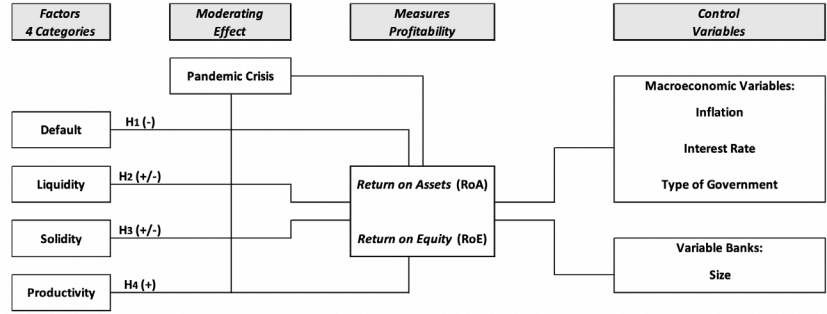 Factors
4 Categories
Moderating
Effect
Measures
Profitability
Control
Variables
Pandemic Crisis
Default
H1 (-)
Liquidity
H2 (+/-)
Solidity
H3 (+/-)
Productivity
H4 (+)
Return on Assets (RoA)
Return on Equity (RoE)
Macroeconomic Variables:
Inflation
Interest Rate
Type of Government
Variable Banks:
Size